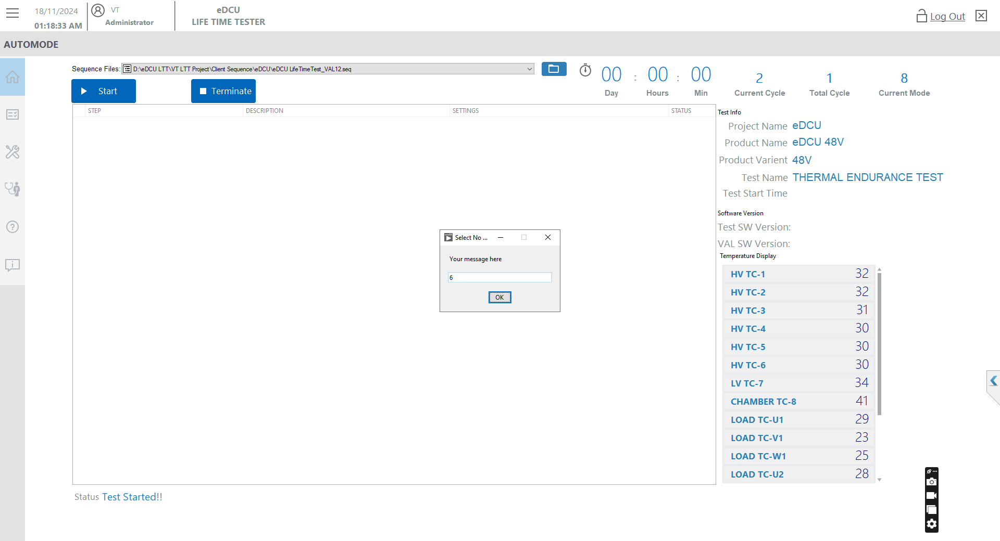 18/11/2024
01:18:33 AM
VT
Administrator
eDCU
LIFE TIME TESTER
Log Out
AUTOMODE
Sequence Files: D:\eDCU LTT\VT LTT Project\Client Sequence\eDCU\eDCU LifeTimeTest_VAL12.seq
Start
Terminate
00 : 00 : 00
Day Hours Min
2 1 8
Current Cycle Total Cycle Current Mode
STEP DESCRIPTION SETTINGS STATUS
Test Info
Project Name eDCU
Product Name eDCU 48V
Product Varient 48V
Test Name THERMAL ENDURANCE TEST
Test Start Time
Software Version
Test SW Version:
VAL SW Version:
Temperature Display
HV TC-1 32
HV TC-2 32
HV TC-3 31
HV TC-4 30
HV TC-5 30
HV TC-6 30
LV TC-7 34
CHAMBER TC-8 41
LOAD TC-U1 29
LOAD TC-V1 23
LOAD TC-W1 25
LOAD TC-U2 28
Select No ...
Your message here
6
OK
Status Test Started!!